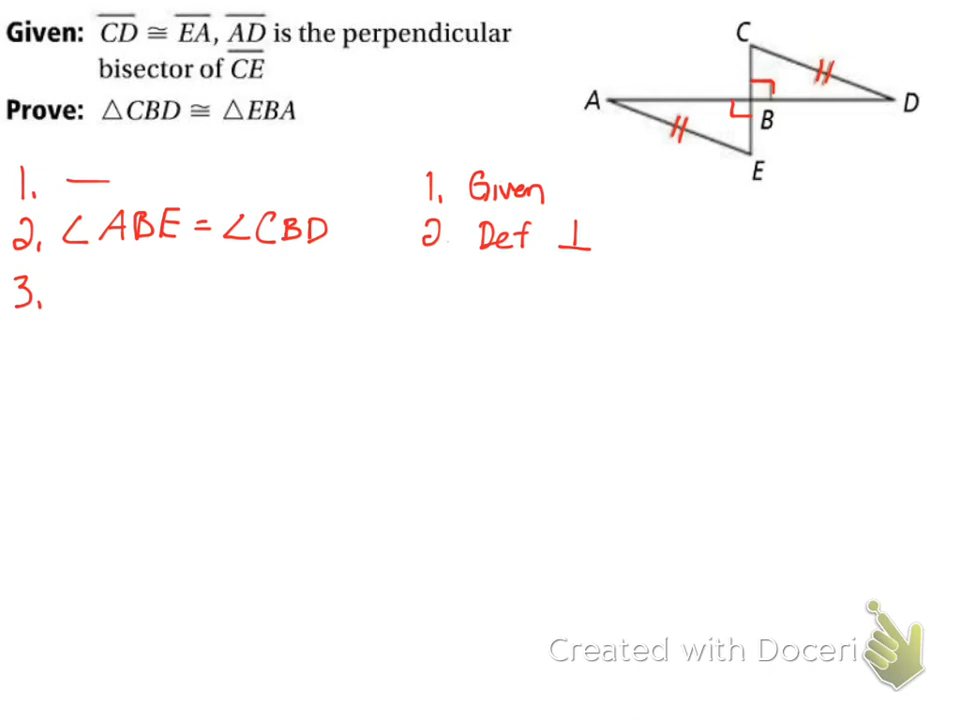 Given: CD ≅ EA, AD is the perpendicular
bisector of CE
Prove: △CBD ≅ △EBA
C
A
D
B
E
1. — 1. Given
2. ∠ABE = ∠CBD 2. Def ⊥
3.
Created with Doceri